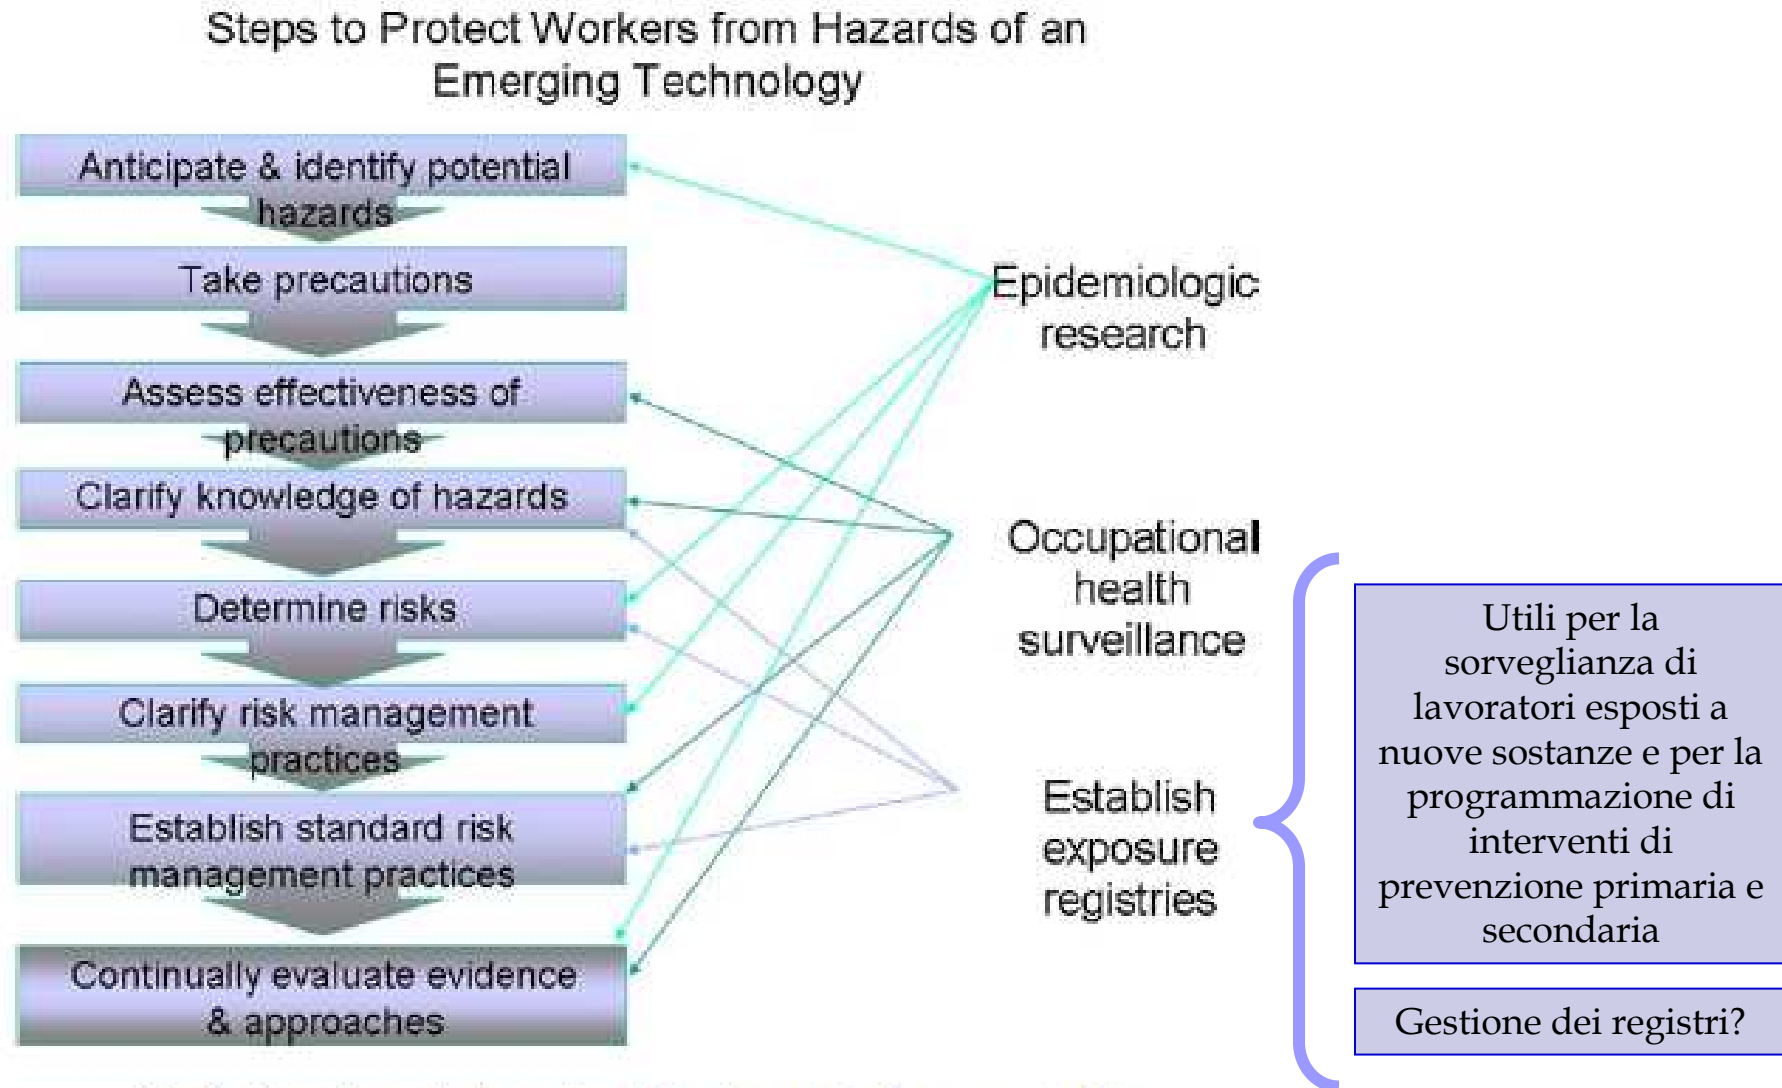 Steps to Protect Workers from Hazards of an
Emerging Technology
Anticipate & identify potential
hazards
Take precautions
Assess effectiveness of
precautions
Clarify knowledge of hazards
Determine risks
Clarify risk management
practices
Establish standard risk
management practices
Continually evaluate evidence
& approaches
Epidemiologic
research
Occupational
health
surveillance
Establish
exposure
registries
Utili per la
sorveglianza di
lavoratori esposti a
nuove sostanze e per la
programmazione di
interventi di
prevenzione primaria e
secondaria
Gestione dei registri?